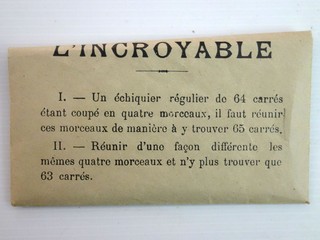 L'INCROYABLE
I. — Un échiquier régulier de 64 carrés
étant coupé en quatre morceaux, il faut réunir
ces morceaux de manière à y trouver 65 carrés.
II. — Réunir d'une façon différente les
mêmes quatre morceaux et n'y plus trouver que
63 carrés.